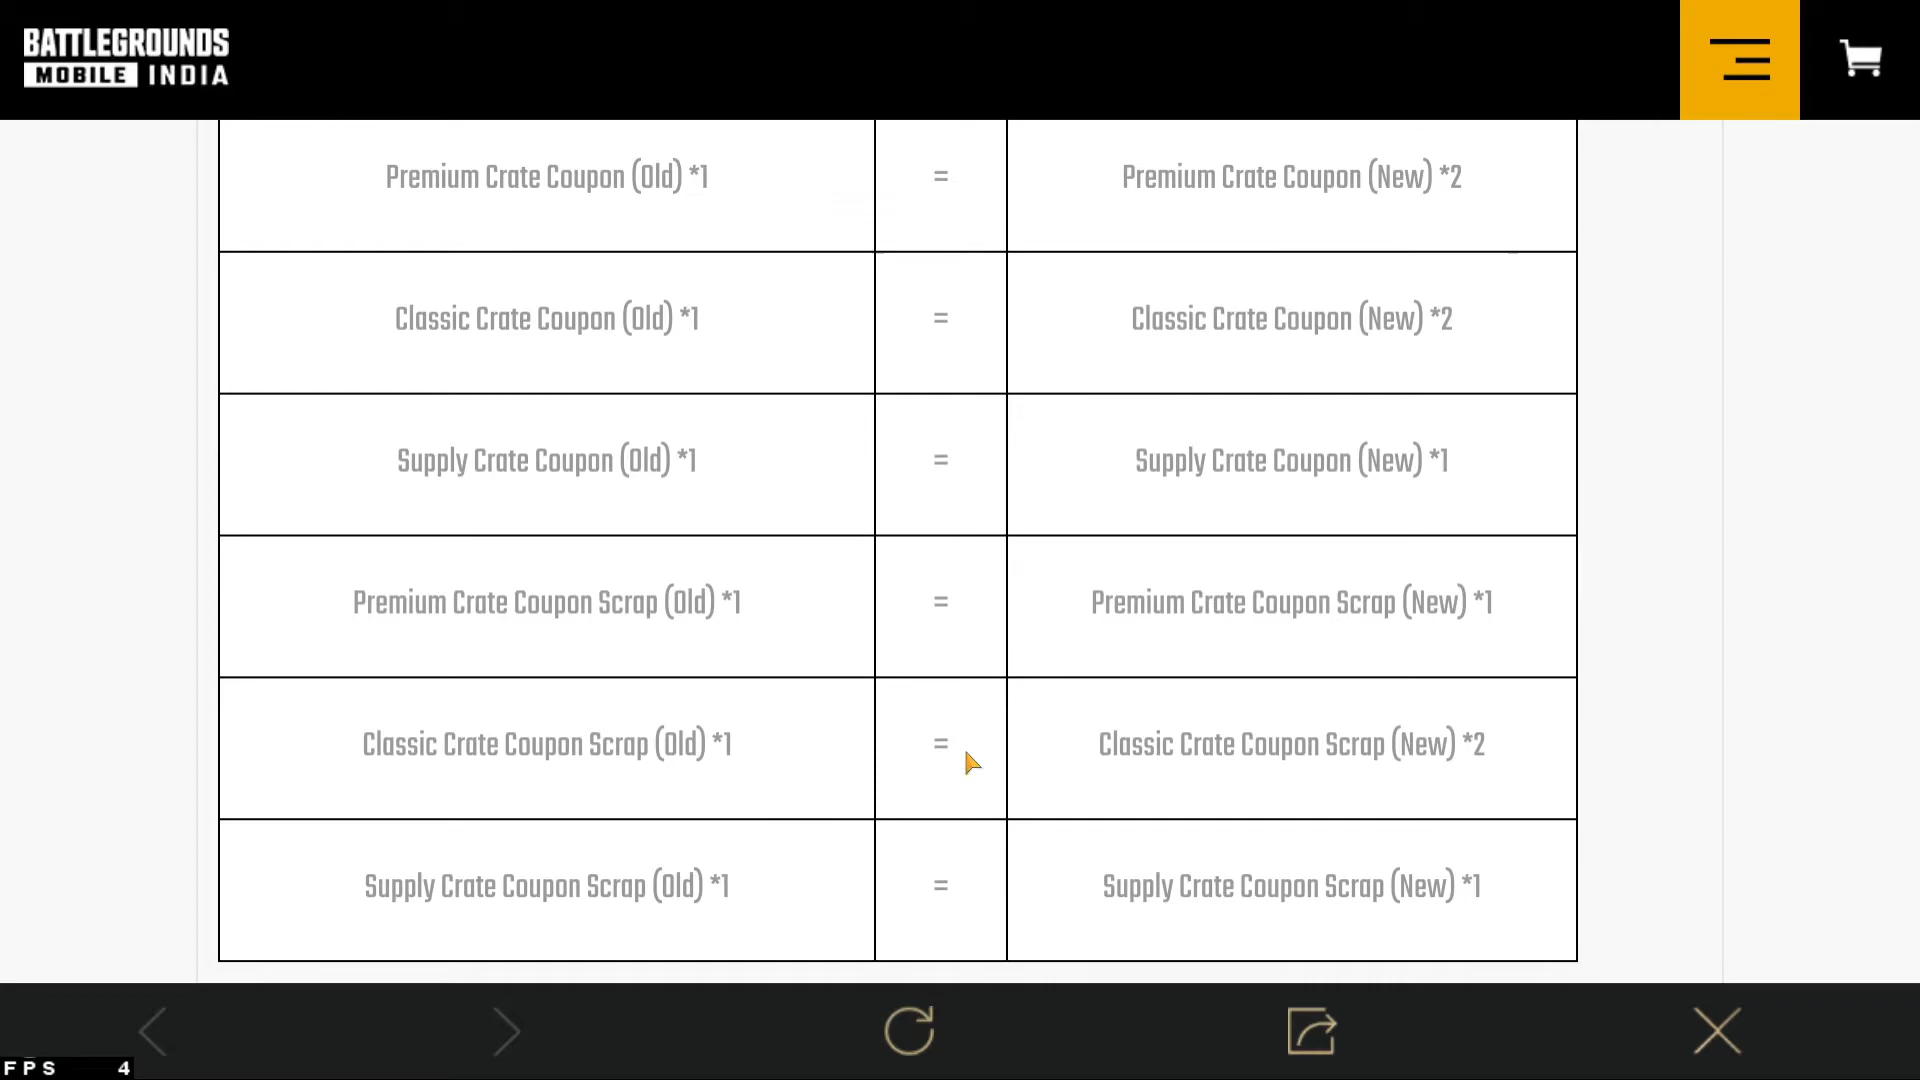 BATTLEGROUNDS
MOBILE INDIA
Premium Crate Coupon (Old) *1 = Premium Crate Coupon (New) *2
Classic Crate Coupon (Old) *1 = Classic Crate Coupon (New) *2
Supply Crate Coupon (Old) *1 = Supply Crate Coupon (New) *1
Premium Crate Coupon Scrap (Old) *1 = Premium Crate Coupon Scrap (New) *1
Classic Crate Coupon Scrap (Old) *1 = Classic Crate Coupon Scrap (New) *2
Supply Crate Coupon Scrap (Old) *1 = Supply Crate Coupon Scrap (New) *1
FPS 4